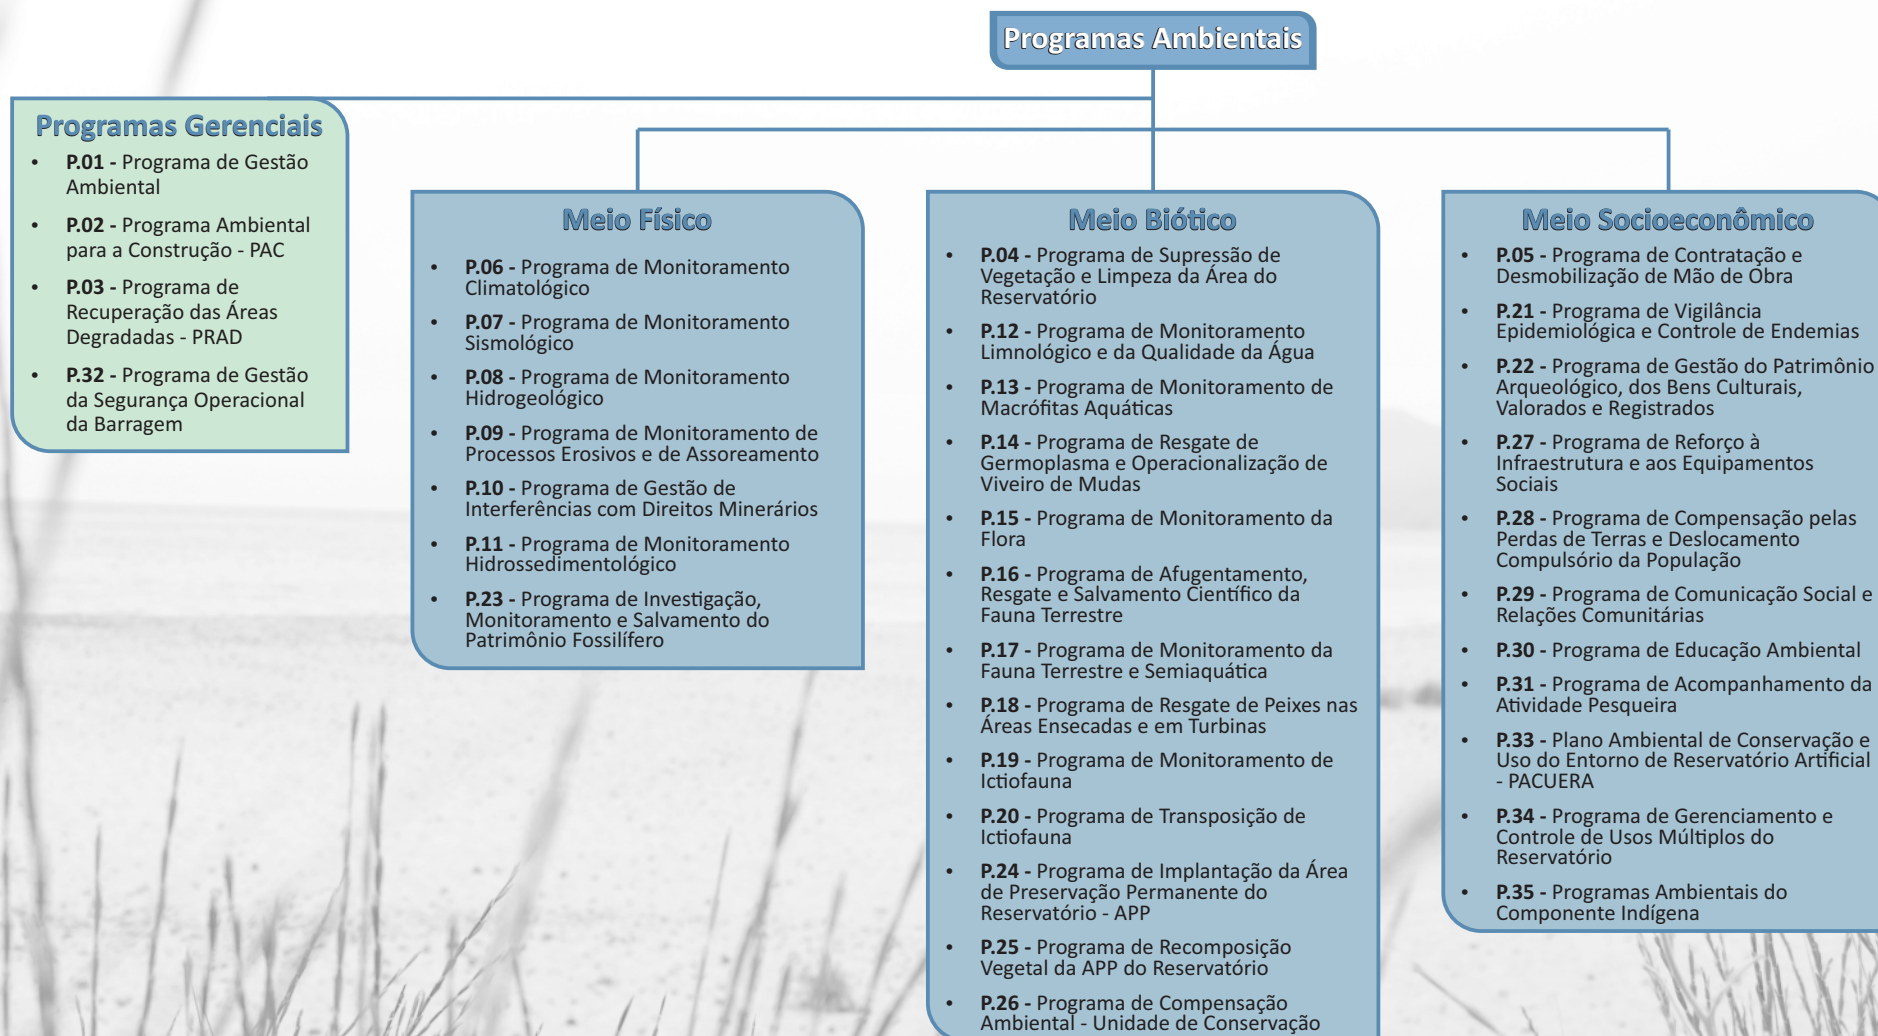 Programas Ambientais
Programas Gerenciais
• P.01 - Programa de Gestão
Ambiental
• P.02 - Programa Ambiental
para a Construção - PAC
• P.03 - Programa de
Recuperação das Áreas
Degradadas - PRAD
• P.32 - Programa de Gestão
da Segurança Operacional
da Barragem
Meio Físico
• P.06 - Programa de Monitoramento
Climatológico
• P.07 - Programa de Monitoramento
Sismológico
• P.08 - Programa de Monitoramento
Hidrogeológico
• P.09 - Programa de Monitoramento de
Processos Erosivos e de Assoreamento
• P.10 - Programa de Gestão de
Interferências com Direitos Minerários
• P.11 - Programa de Monitoramento
Hidrossedimentológico
• P.23 - Programa de Investigação,
Monitoramento e Salvamento do
Patrimônio Fossilífero
Meio Biótico
• P.04 - Programa de Supressão de
Vegetação e Limpeza da Área do
Reservatório
• P.12 - Programa de Monitoramento
Limnológico e da Qualidade da Água
• P.13 - Programa de Monitoramento de
Macrófitas Aquáticas
• P.14 - Programa de Resgate de
Germoplasma e Operacionalização de
Viveiro de Mudas
• P.15 - Programa de Monitoramento da
Flora
• P.16 - Programa de Afugentamento,
Resgate e Salvamento Científico da
Fauna Terrestre
• P.17 - Programa de Monitoramento da
Fauna Terrestre e Semiaquática
• P.18 - Programa de Resgate de Peixes nas
Áreas Ensecadas e em Turbinas
• P.19 - Programa de Monitoramento de
Ictiofauna
• P.20 - Programa de Transposição de
Ictiofauna
• P.24 - Programa de Implantação da Área
de Preservação Permanente do
Reservatório - APP
• P.25 - Programa de Recomposição
Vegetal da APP do Reservatório
• P.26 - Programa de Compensação
Ambiental - Unidade de Conservação
Meio Socioeconômico
• P.05 - Programa de Contratação e
Desmobilização de Mão de Obra
• P.21 - Programa de Vigilância
Epidemiológica e Controle de Endemias
• P.22 - Programa de Gestão do Patrimônio
Arqueológico, dos Bens Culturais,
Valorados e Registrados
• P.27 - Programa de Reforço à
Infraestrutura e aos Equipamentos
Sociais
• P.28 - Programa de Compensação pelas
Perdas de Terras e Deslocamento
Compulsório da População
• P.29 - Programa de Comunicação Social e
Relações Comunitárias
• P.30 - Programa de Educação Ambiental
• P.31 - Programa de Acompanhamento da
Atividade Pesqueira
• P.33 - Plano Ambiental de Conservação e
Uso do Entorno de Reservatório Artificial
- PACUERA
• P.34 - Programa de Gerenciamento e
Controle de Usos Múltiplos do
Reservatório
• P.35 - Programas Ambientais do
Componente Indígena